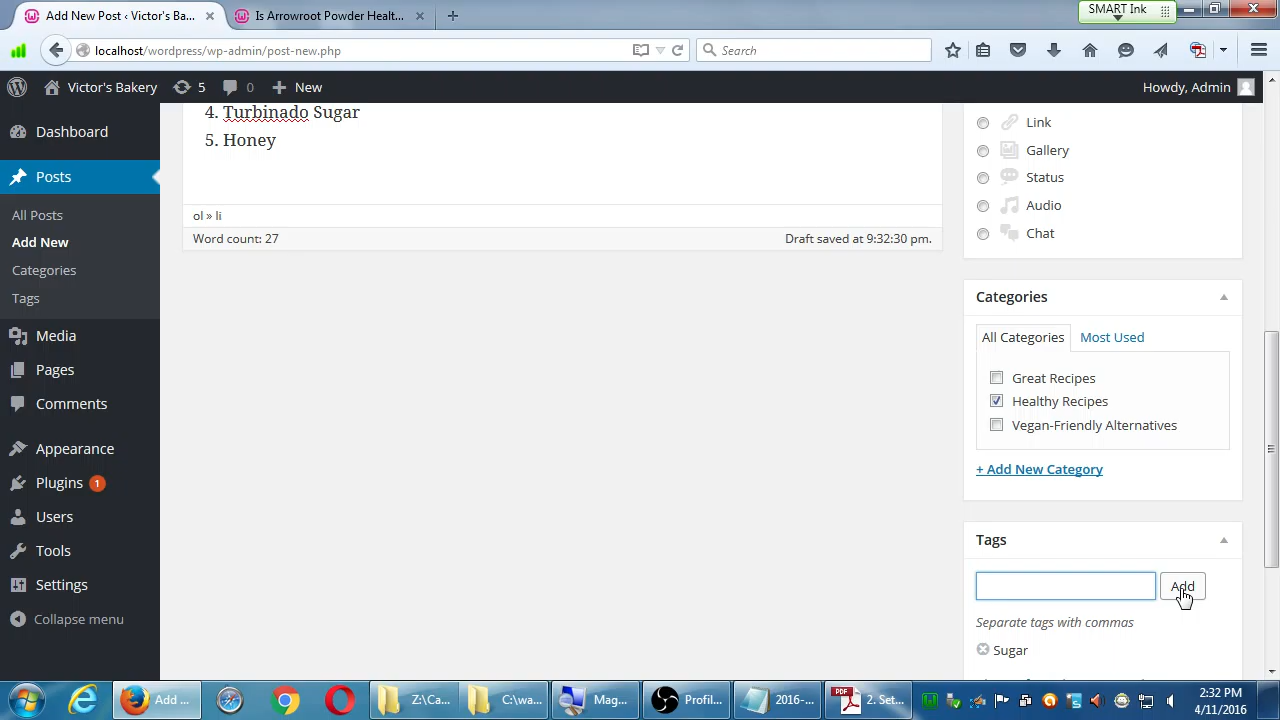 Add New Post ‹ Victor's Ba...
Is Arrowroot Powder Healt...
SMART Ink
localhost/wordpress/wp-admin/post-new.php
Search
Victor's Bakery
5
0
New
Howdy, Admin
Dashboard
Posts
All Posts
Add New
Categories
Tags
Media
Pages
Comments
Appearance
Plugins 1
Users
Tools
Settings
Collapse menu
4. Turbinado Sugar
5. Honey
ol » li
Word count: 27
Draft saved at 9:32:30 pm.
Link
Gallery
Status
Audio
Chat
Categories
All Categories
Most Used
Great Recipes
Healthy Recipes
Vegan-Friendly Alternatives
+ Add New Category
Tags
Add
Separate tags with commas
Sugar
Add ...
Z:\Ca...
C:\wa...
Mag...
Profil...
2016-...
PDF
2. Set...
2:32 PM
4/11/2016